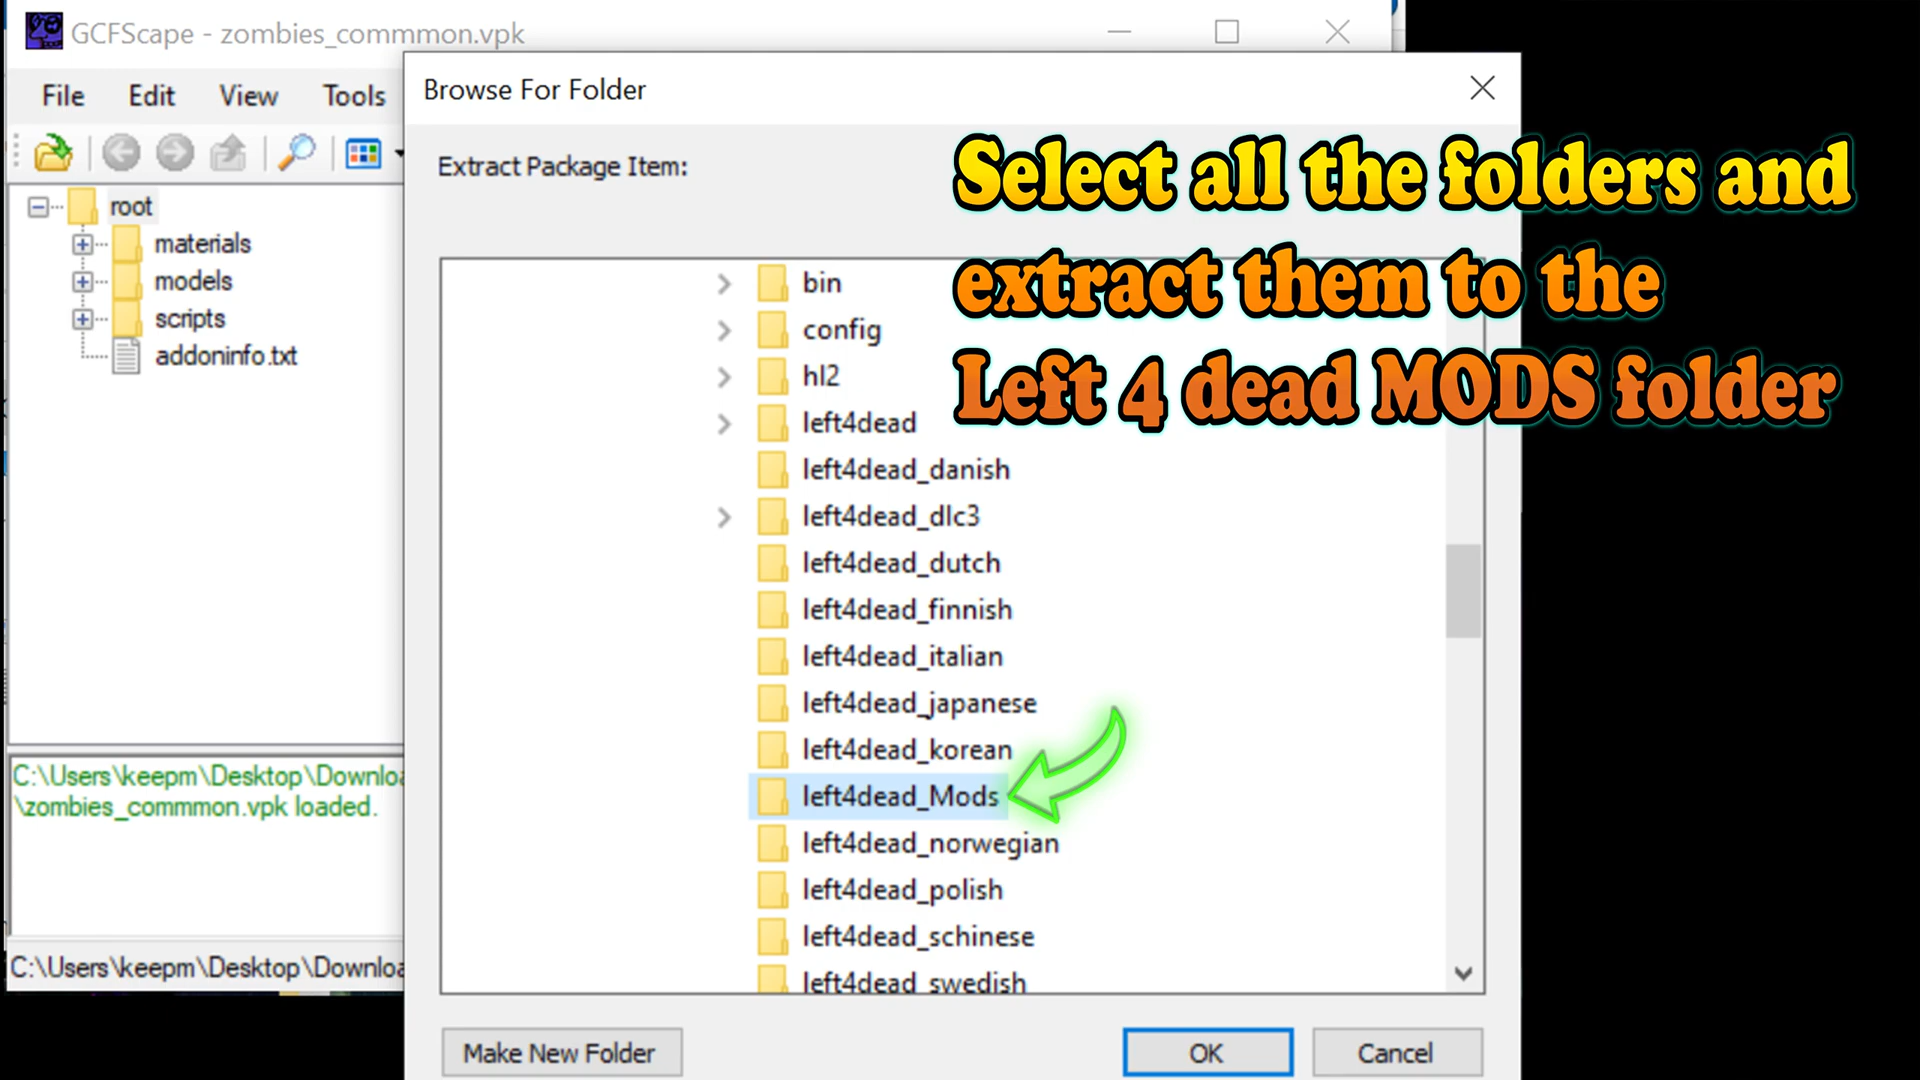 GCFScape - zombies_commmon.vpk
File Edit View Tools
Browse For Folder
Extract Package Item:
Select all the folders and
extract them to the
Left 4 dead MODS folder
root
materials
models
scripts
addoninfo.txt
bin
config
hl2
left4dead
left4dead_danish
left4dead_dlc3
left4dead_dutch
left4dead_finnish
left4dead_italian
left4dead_japanese
left4dead_korean
left4dead_Mods
left4dead_norwegian
left4dead_polish
left4dead_schinese
left4dead_swedish
C:\Users\keepm\Desktop\Downloa
\zombies_commmon.vpk loaded.
C:\Users\keepm\Desktop\Downloa
Make New Folder
OK
Cancel